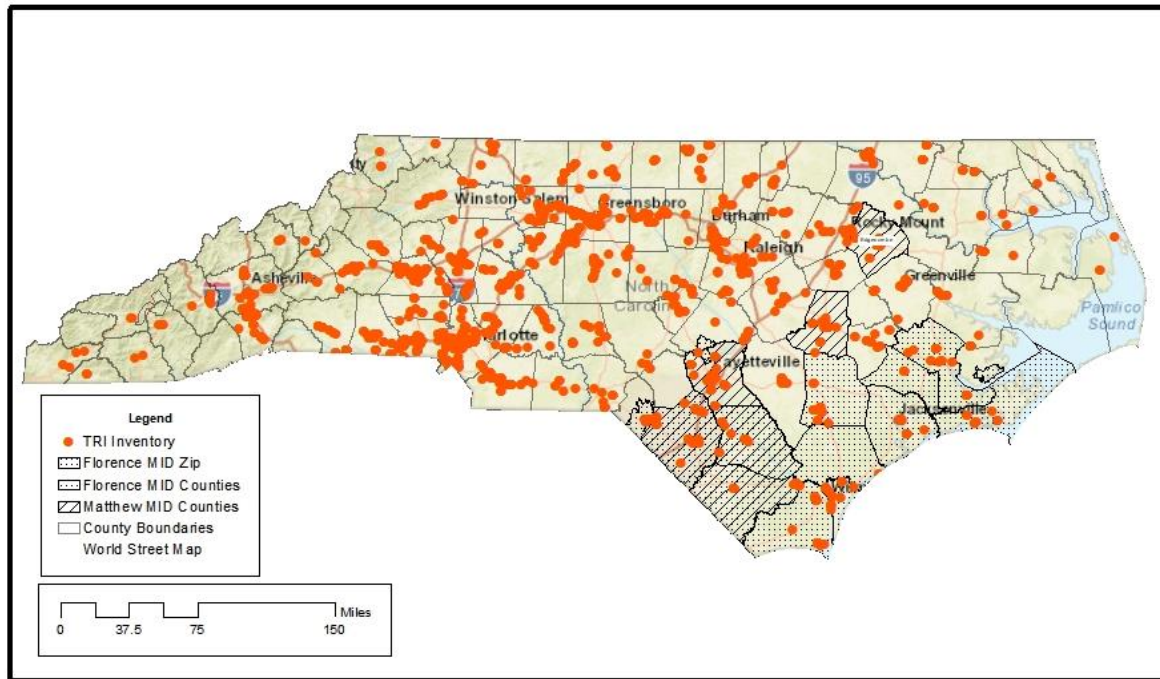 Winston-Salem
Greensboro
95
Durham
Rocky Mount
Edgecombe
Raleigh
Asheville
Greenville
North
Carolina
Pamlico
Sound
Charlotte
Fayetteville
Jacksonville
Legend
TRI Inventory
Florence MID Zip
Florence MID Counties
Matthew MID Counties
County Boundaries
World Street Map
Miles
0 37.5 75 150